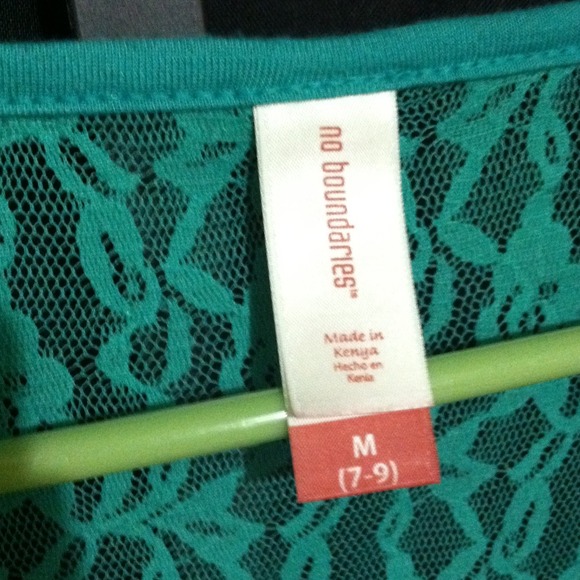 no boundaries™
Made in
Kenya
Hecho en
Kenia
M
(7-9)